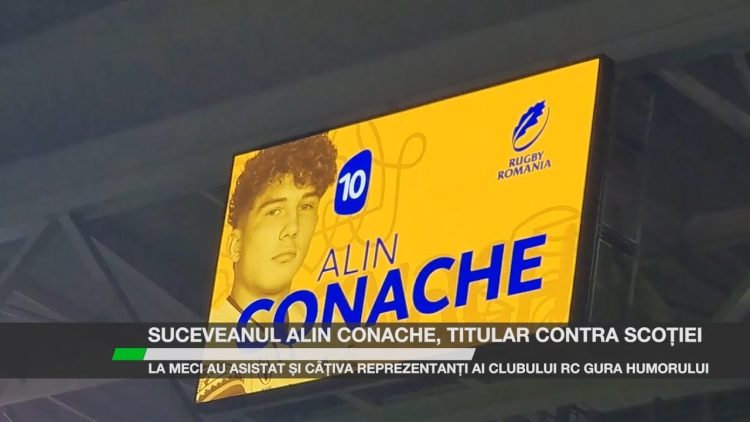 10
RUGBY
ROMANIA
ALIN
CONACHE
SUCEVEANUL ALIN CONACHE, TITULAR CONTRA SCOȚIEI
LA MECI AU ASISTAT ȘI CÂȚIVA REPREZENTANȚI AI CLUBULUI RC GURA HUMORULUI